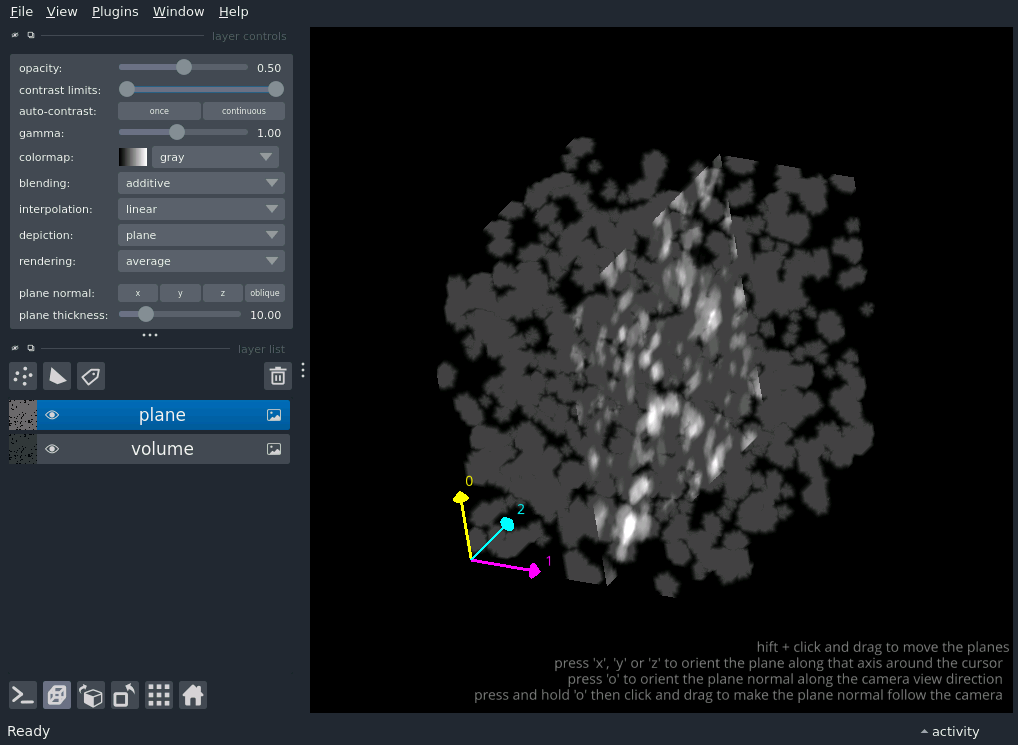 File View Plugins Window Help
layer controls
opacity: 0.50
contrast limits:
auto-contrast: once continuous
gamma: 1.00
colormap: gray
blending: additive
interpolation: linear
depiction: plane
rendering: average
plane normal: x y z oblique
plane thickness: 10.00
layer list
plane
volume
0
2
1
hift + click and drag to move the planes
press 'x', 'y' or 'z' to orient the plane along that axis around the cursor
press 'o' to orient the plane normal along the camera view direction
press and hold 'o' then click and drag to make the plane normal follow the camera
Ready activity